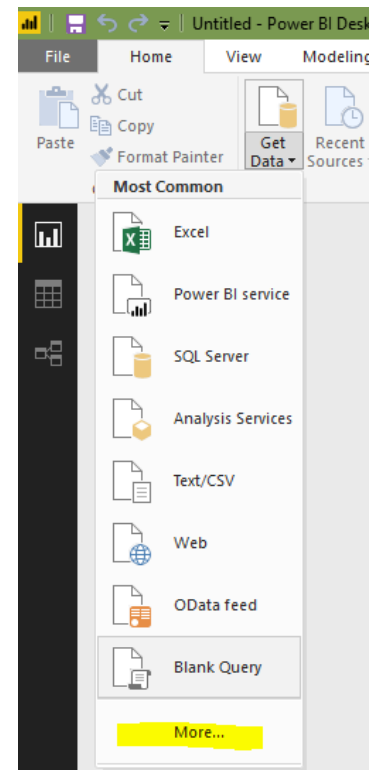 Untitled - Power BI Desk
File Home View Modeling
Cut
Copy
Format Painter
Paste
Get Data
Recent Sources
Most Common
Excel
Power BI service
SQL Server
Analysis Services
Text/CSV
Web
OData feed
Blank Query
More...